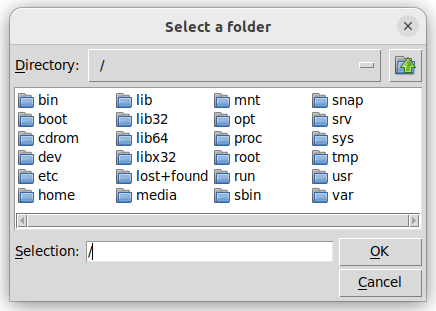 Select a folder
Directory: /
bin lib mnt snap
boot lib32 opt srv
cdrom lib64 proc sys
dev libx32 root tmp
etc lost+found run usr
home media sbin var
Selection: / OK
Cancel